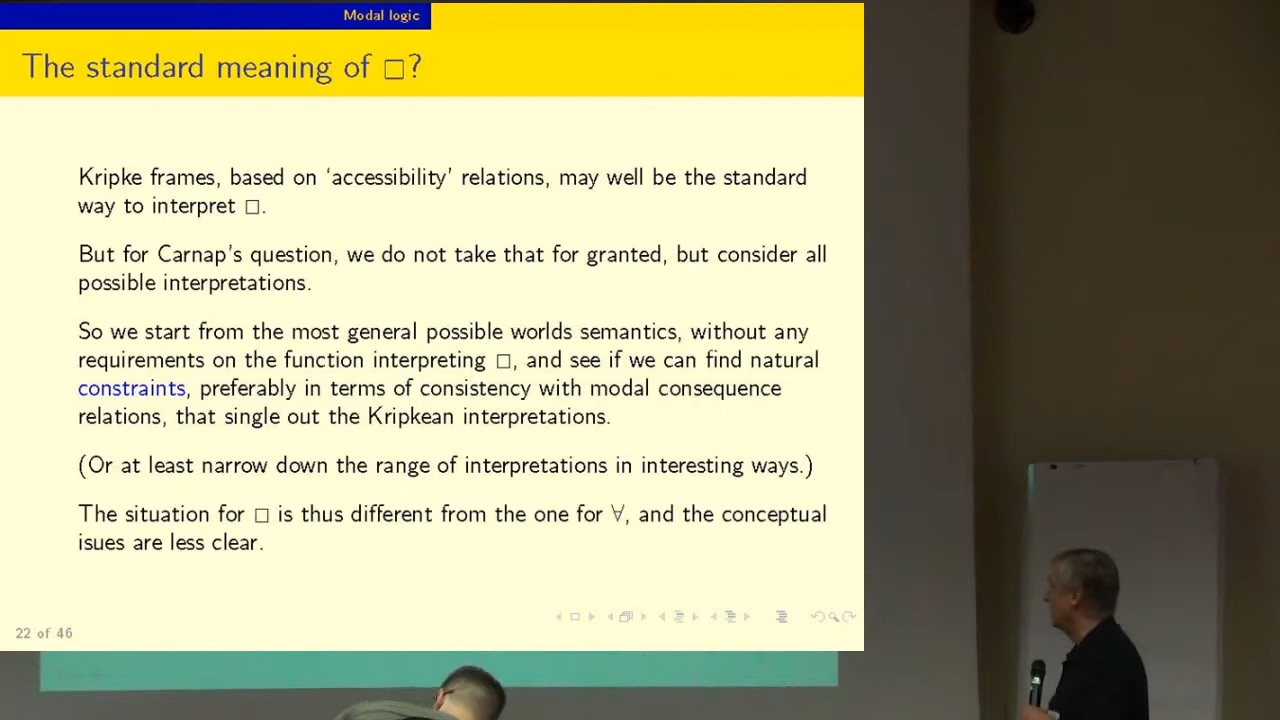 Modal logic
The standard meaning of □?
Kripke frames, based on ‘accessibility’ relations, may well be the standard
way to interpret □.
But for Carnap’s question, we do not take that for granted, but consider all
possible interpretations.
So we start from the most general possible worlds semantics, without any
requirements on the function interpreting □, and see if we can find natural
constraints, preferably in terms of consistency with modal consequence
relations, that single out the Kripkean interpretations.
(Or at least narrow down the range of interpretations in interesting ways.)
The situation for □ is thus different from the one for ∀, and the conceptual
isues are less clear.
22 of 46